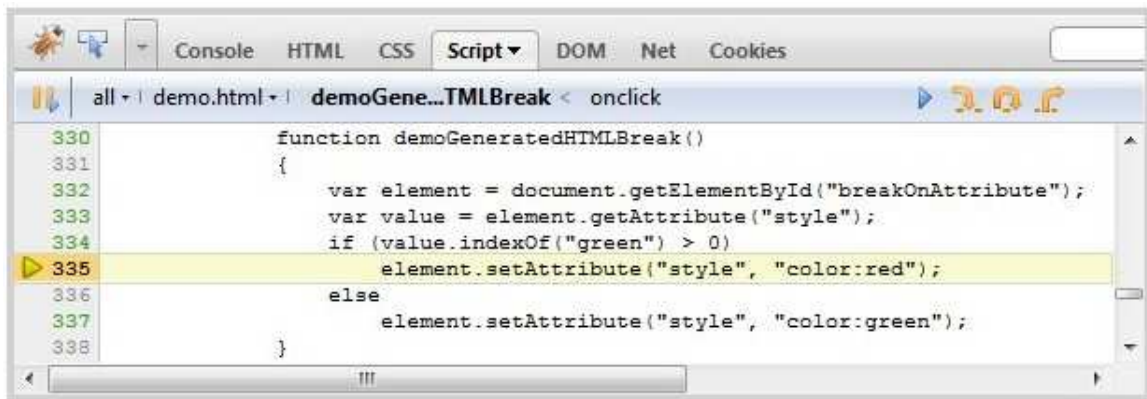 Console HTML CSS Script DOM Net Cookies
all demo.html demoGene...TMLBreak < onclick
330 function demoGeneratedHTMLBreak()
331 {
332 var element = document.getElementById("breakOnAttribute");
333 var value = element.getAttribute("style");
334 if (value.indexOf("green") > 0)
335 element.setAttribute("style", "color:red");
336 else
337 element.setAttribute("style", "color:green");
338 }